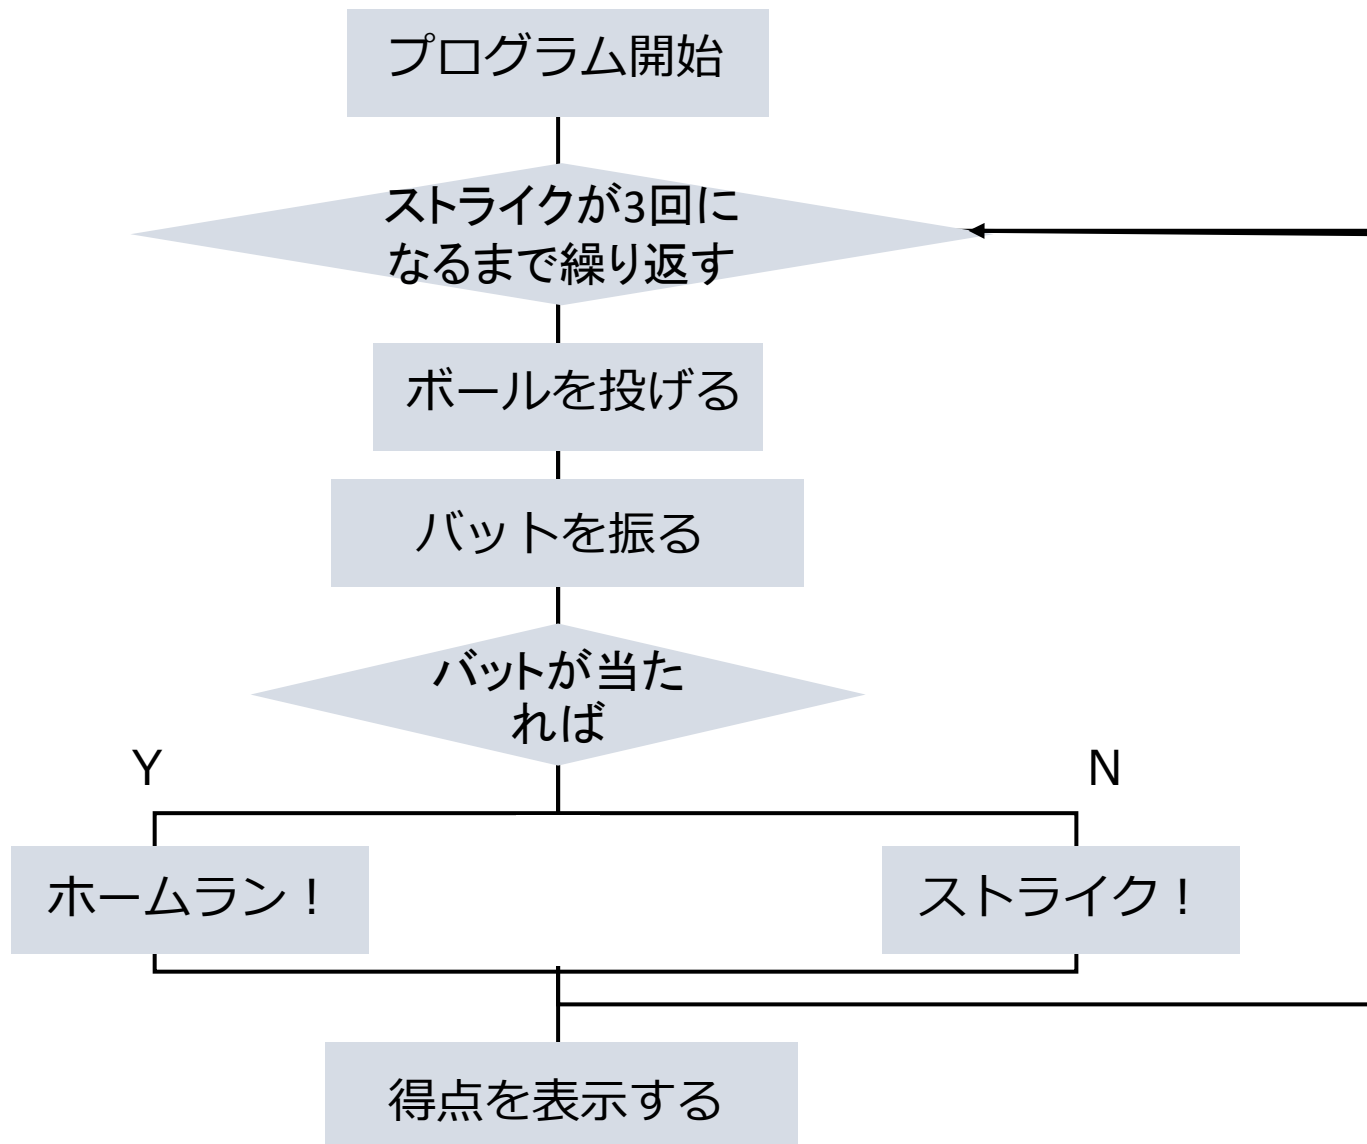 プログラム開始
ストライクが3回に
なるまで繰り返す
ボールを投げる
バットを振る
バットが当た
れば
Y
N
ホームラン！
ストライク！
得点を表示する